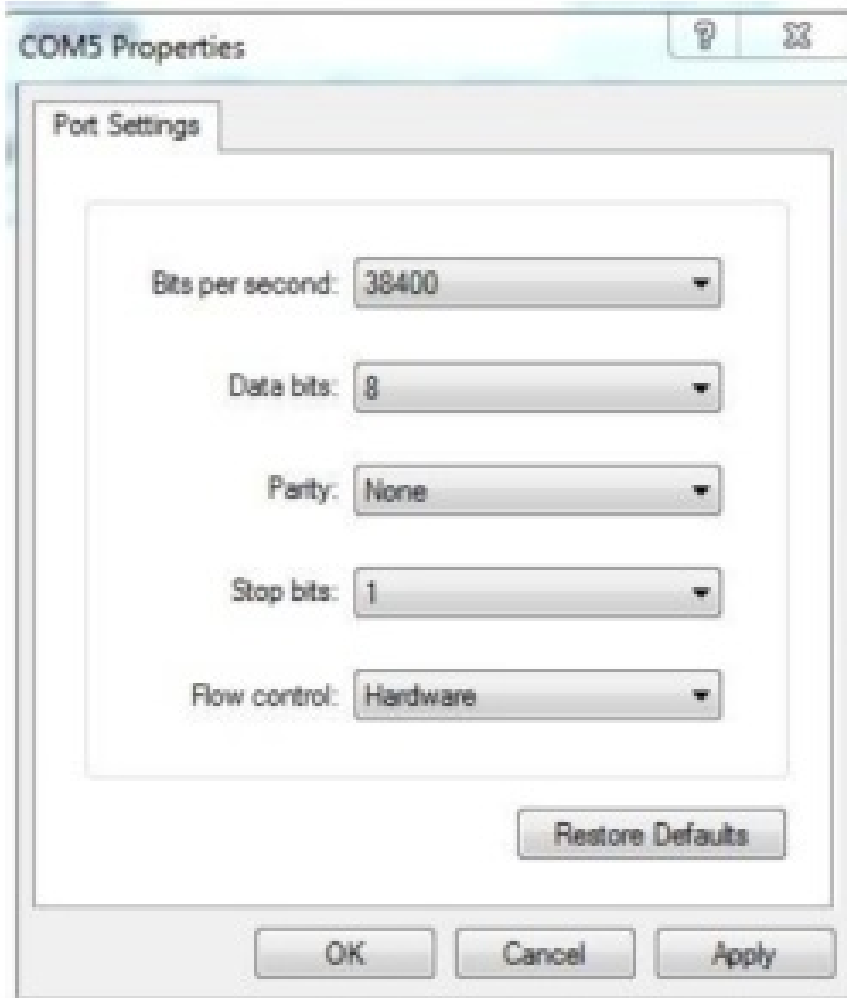 COM5 Properties
Port Settings
Bits per second: 38400
Data bits: 8
Parity: None
Stop bits: 1
Flow control: Hardware
Restore Defaults
OK Cancel Apply